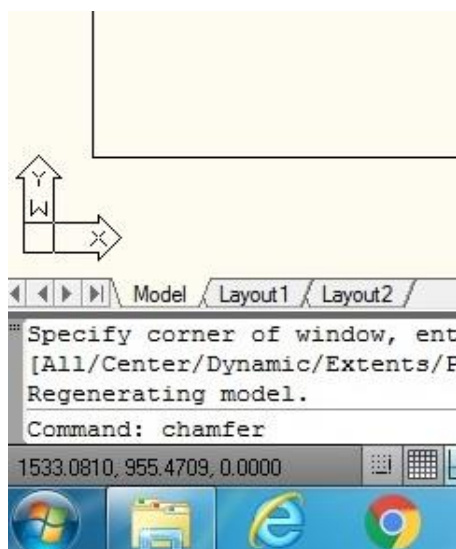 Y
W
X
Model / Layout1 / Layout2 /
Specify corner of window, ent
[All/Center/Dynamic/Extents/P
Regenerating model.
Command: chamfer
1533.0810, 955.4709, 0.0000